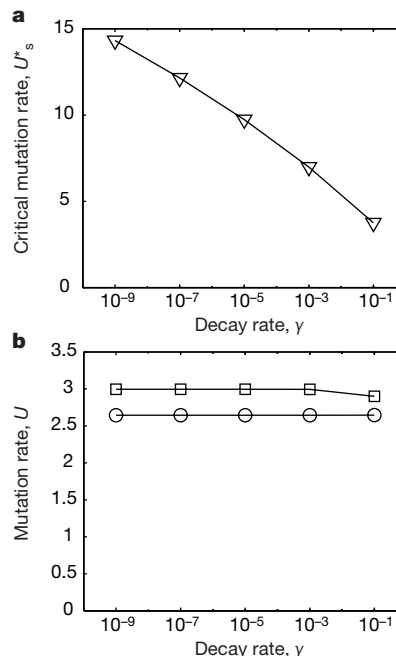 a
15
10
5
0
Critical mutation rate, U*s
10−9 10−7 10−5 10−3 10−1
Decay rate, γ
b
3.5
3
2.5
2
1.5
1
0.5
0
Mutation rate, U
10−9 10−7 10−5 10−3 10−1
Decay rate, γ